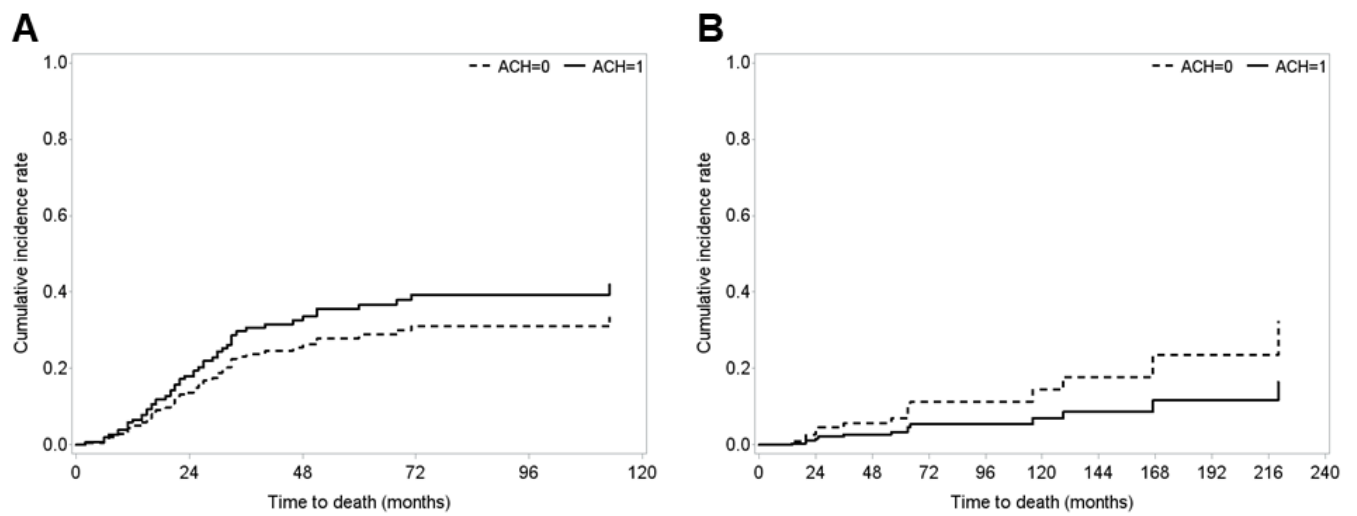 A
ACH=0 ACH=1
1.0
0.8
0.6
0.4
0.2
0.0
Cumulative incidence rate
0 24 48 72 96 120
Time to death (months)
B
ACH=0 ACH=1
1.0
0.8
0.6
0.4
0.2
0.0
Cumulative incidence rate
0 24 48 72 96 120 144 168 192 216 240
Time to death (months)